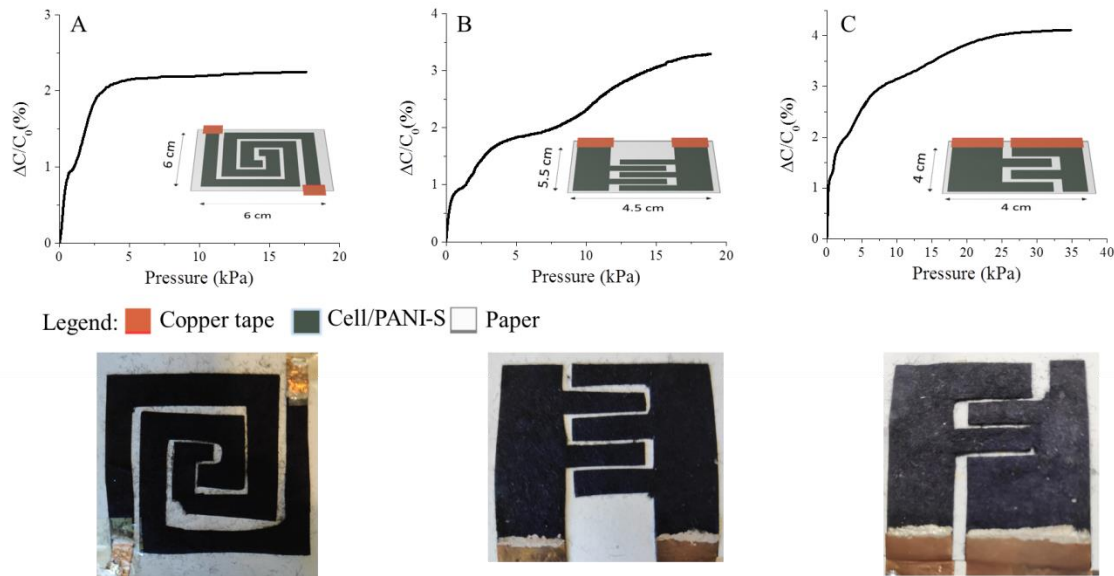 A
ΔC/C₀(%)
3
2
1
0
0 5 10 15 20
Pressure (kPa)
6 cm
6 cm
B
ΔC/C₀(%)
4
3
2
1
0
0 5 10 15 20
Pressure (kPa)
5.5 cm
4.5 cm
C
ΔC/C₀(%)
4
3
2
1
0
0 5 10 15 20 25 30 35 40
Pressure (kPa)
4 cm
4 cm
Legend: Copper tape Cell/PANI-S Paper